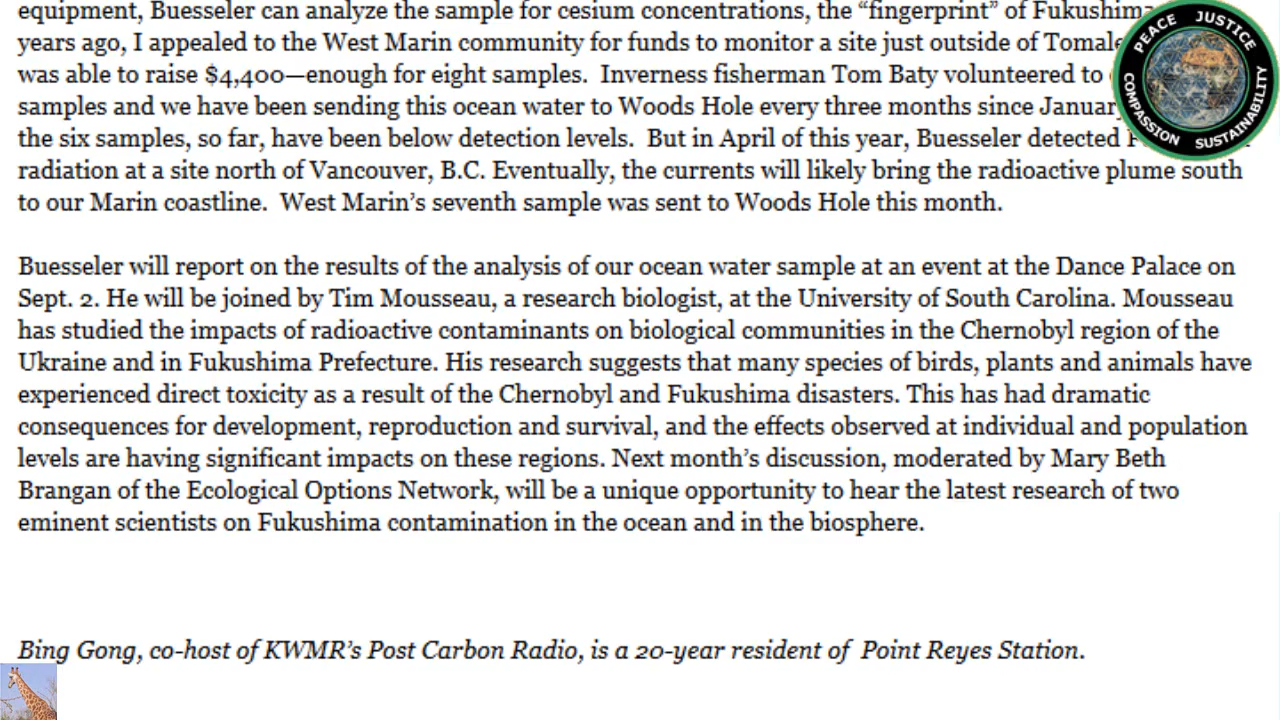 equipment, Buesseler can analyze the sample for cesium concentrations, the “fingerprint” of Fukushima
years ago, I appealed to the West Marin community for funds to monitor a site just outside of
was able to raise $4,400—enough for eight samples.  Inverness fisherman Tom Baty volunteered to
samples and we have been sending this ocean water to Woods Hole every three months since
the six samples, so far, have been below detection levels.  But in April of this year, Buesseler detected
radiation at a site north of Vancouver, B.C. Eventually, the currents will likely bring the radioactive plume south
to our Marin coastline.  West Marin’s seventh sample was sent to Woods Hole this month.
Buesseler will report on the results of the analysis of our ocean water sample at an event at the Dance Palace on
Sept. 2. He will be joined by Tim Mousseau, a research biologist, at the University of South Carolina. Mousseau
has studied the impacts of radioactive contaminants on biological communities in the Chernobyl region of the
Ukraine and in Fukushima Prefecture. His research suggests that many species of birds, plants and animals have
experienced direct toxicity as a result of the Chernobyl and Fukushima disasters. This has had dramatic
consequences for development, reproduction and survival, and the effects observed at individual and population
levels are having significant impacts on these regions. Next month’s discussion, moderated by Mary Beth
Brangan of the Ecological Options Network, will be a unique opportunity to hear the latest research of two
eminent scientists on Fukushima contamination in the ocean and in the biosphere.
Bing Gong, co-host of KWMR’s Post Carbon Radio, is a 20-year resident of  Point Reyes Station.
PEACE JUSTICE
COMPASSION SUSTAINABILITY